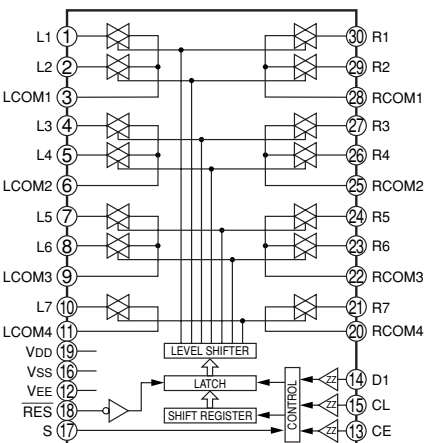 L1 1 30 R1
L2 2 29 R2
LCOM1 3 28 RCOM1
L3 4 27 R3
L4 5 26 R4
LCOM2 6 25 RCOM2
L5 7 24 R5
L6 8 23 R6
LCOM3 9 22 RCOM3
L7 10 21 R7
LCOM4 11 20 RCOM4
VDD 19 LEVEL SHIFTER
VSS 16 LATCH CONTROL ZZ 14 D1
VEE 12
RES 18 SHIFT REGISTER ZZ 15 CL
S 17 ZZ 13 CE